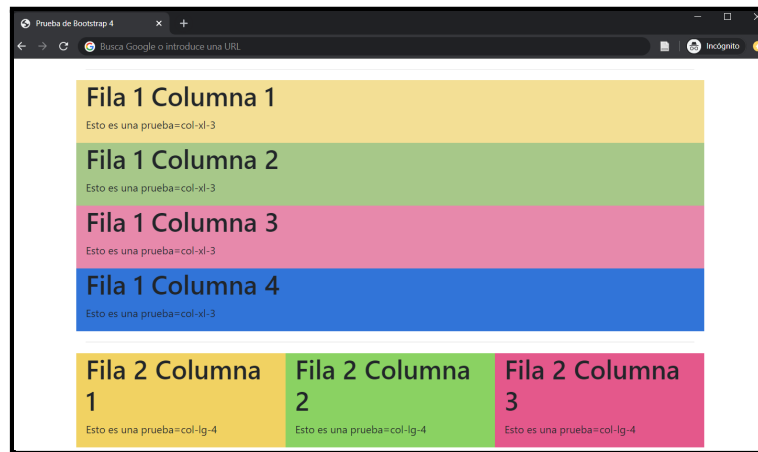 Prueba de Bootstrap 4
Busca Google o introduce una URL
Incógnito
Fila 1 Columna 1
Esto es una prueba=col-xl-3
Fila 1 Columna 2
Esto es una prueba=col-xl-3
Fila 1 Columna 3
Esto es una prueba=col-xl-3
Fila 1 Columna 4
Esto es una prueba=col-xl-3
Fila 2 Columna
1
Esto es una prueba=col-lg-4
Fila 2 Columna
2
Esto es una prueba=col-lg-4
Fila 2 Columna
3
Esto es una prueba=col-lg-4